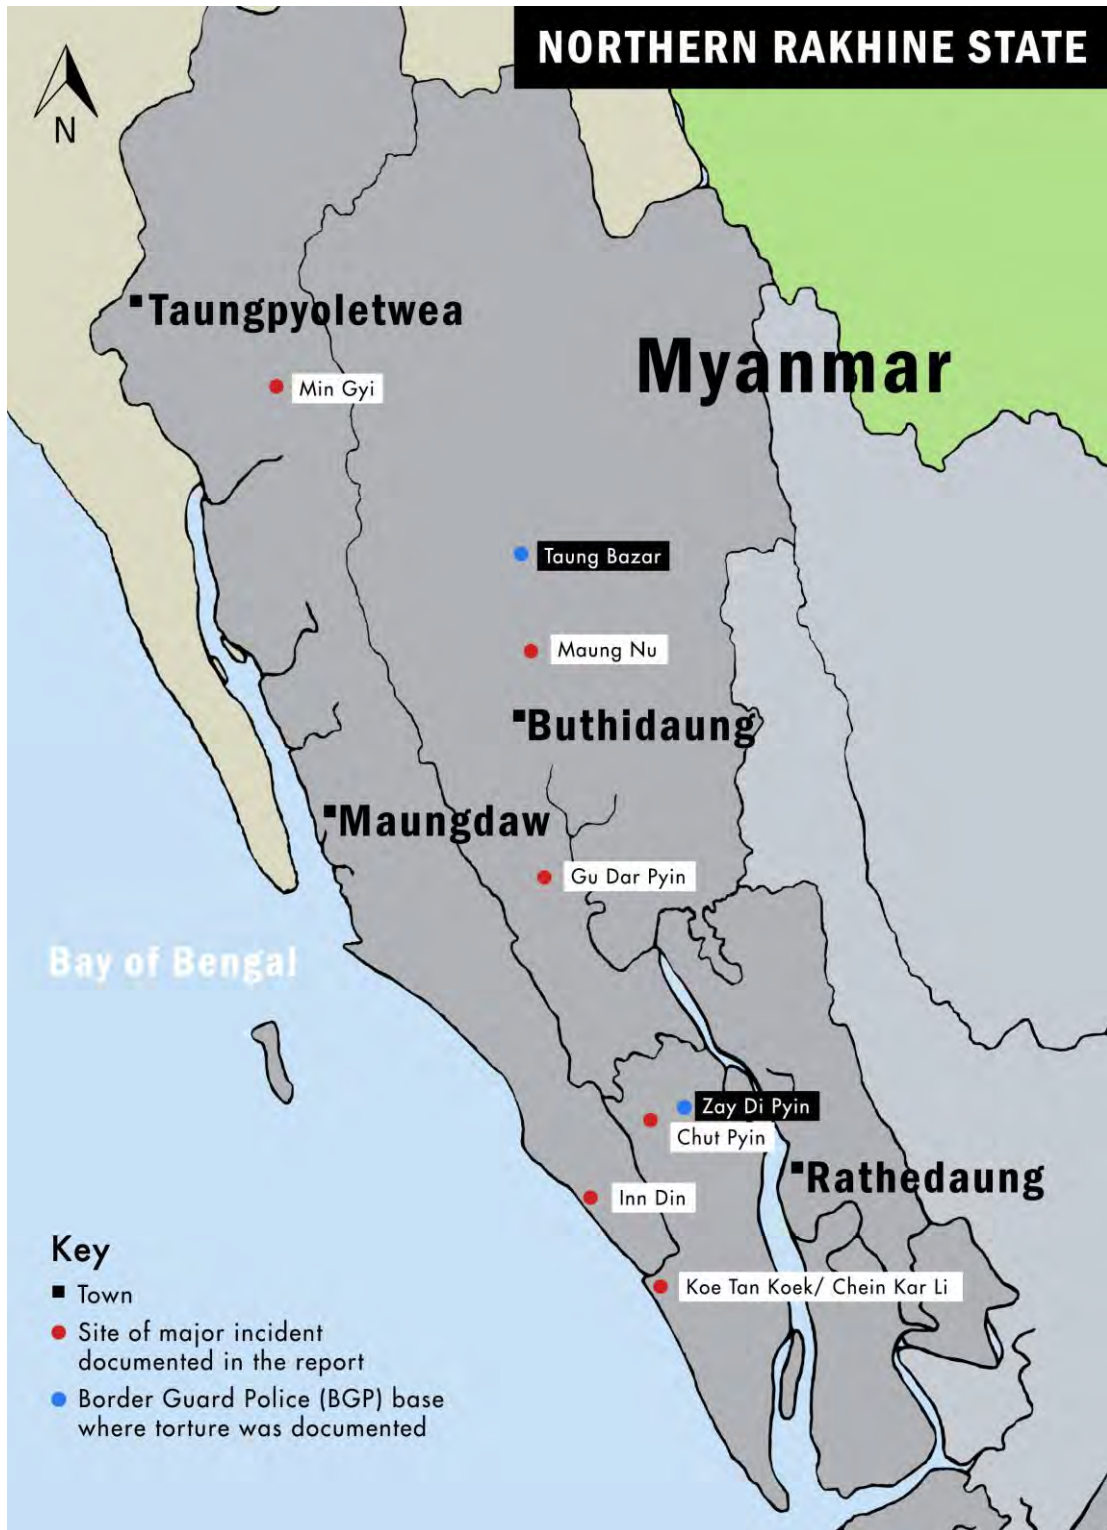 NORTHERN RAKHINE STATE
N
Taungpyoletwea
Myanmar
Min Gyi
Taung Bazar
Maung Nu
Buthidaung
Maungdaw
Gu Dar Pyin
Bay of Bengal
Zay Di Pyin
Chut Pyin
Rathedaung
Inn Din
Koe Tan Koek/ Chein Kar Li
Key
Town
Site of major incident
documented in the report
Border Guard Police (BGP) base
where torture was documented